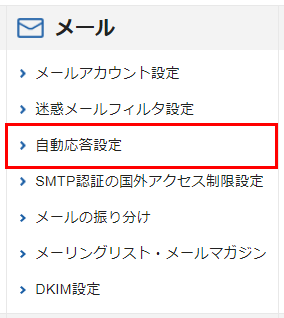 メール
メールアカウント設定
迷惑メールフィルタ設定
自動応答設定
SMTP認証の国外アクセス制限設定
メールの振り分け
メーリングリスト・メールマガジン
DKIM設定